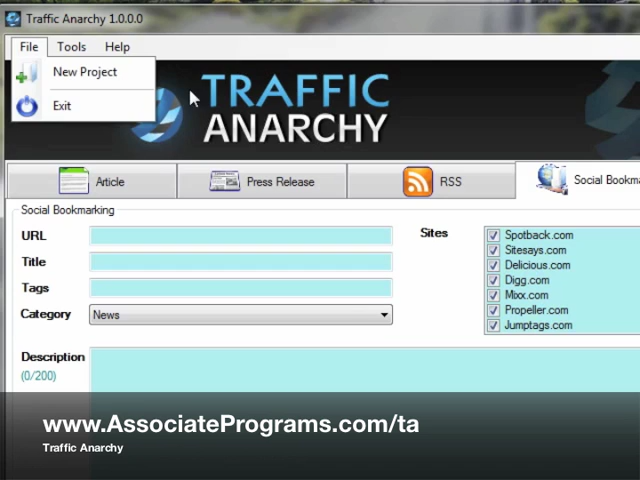 Traffic Anarchy 1.0.0.0
File Tools Help
New Project
Exit
TRAFFIC
ANARCHY
Article Press Release RSS Social Bookma
Social Bookmarking
URL
Title
Tags
Category News
Description
(0/200)
Sites
Spotback.com
Sitesays.com
Delicious.com
Digg.com
Mixx.com
Propeller.com
Jumptags.com
www.AssociatePrograms.com/ta
Traffic Anarchy